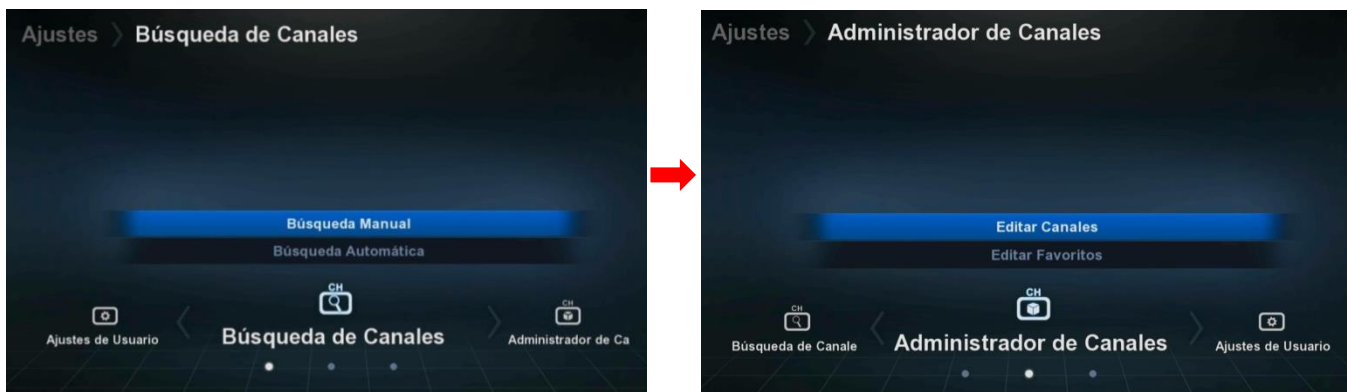 Ajustes > Búsqueda de Canales
Búsqueda Manual
Búsqueda Automática
CH
CH
Ajustes de Usuario
Búsqueda de Canales
Administrador de Ca
Ajustes > Administrador de Canales
Editar Canales
Editar Favoritos
CH
CH
Búsqueda de Canale
Administrador de Canales
Ajustes de Usuario